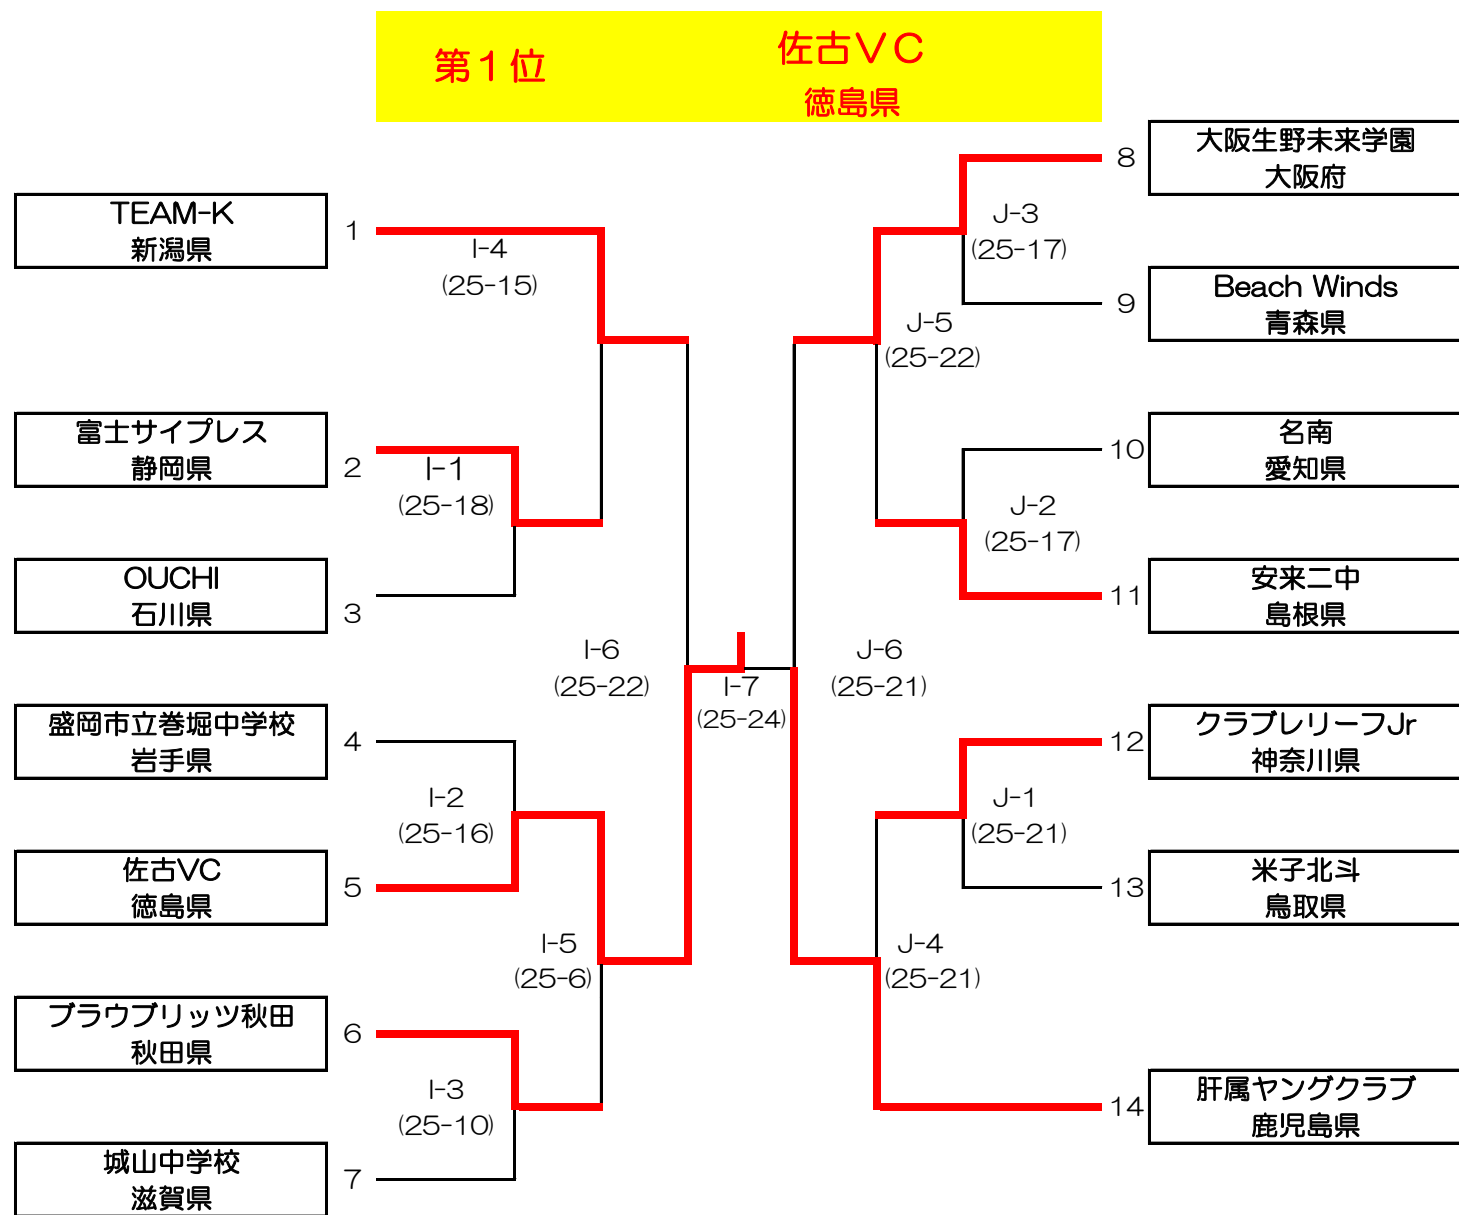 第１位
佐古ＶＣ
徳島県
TEAM-K
新潟県
1
I-4
(25-15)
富士サイプレス
静岡県
2
I-1
(25-18)
OUCHI
石川県
3
I-6
(25-22)
盛岡市立巻堀中学校
岩手県
4
I-2
(25-16)
佐古VC
徳島県
5
I-5
(25-6)
ブラウブリッツ秋田
秋田県
6
I-3
(25-10)
城山中学校
滋賀県
7
I-7
(25-24)
大阪生野未来学園
大阪府
8
J-3
(25-17)
Beach Winds
青森県
9
J-5
(25-22)
名南
愛知県
10
J-2
(25-17)
安来二中
島根県
11
J-6
(25-21)
クラブレリーフJr
神奈川県
12
J-1
(25-21)
米子北斗
鳥取県
13
J-4
(25-21)
肝属ヤングクラブ
鹿児島県
14